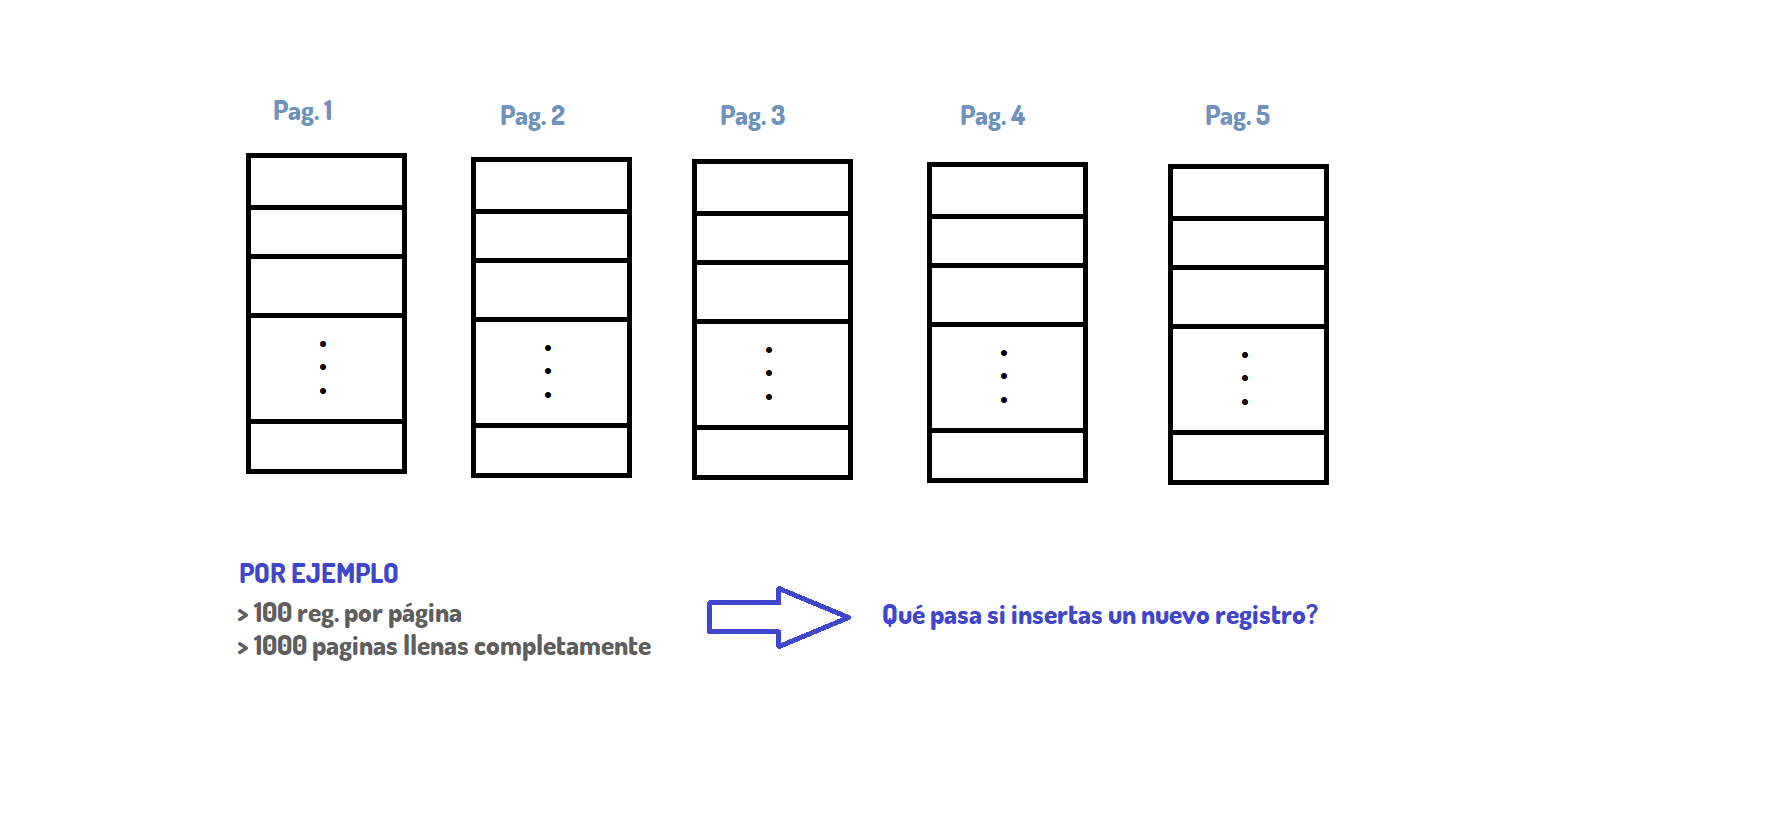 Pag. 1
Pag. 2
Pag. 3
Pag. 4
Pag. 5
POR EJEMPLO
> 100 reg. por página
> 1000 paginas llenas completamente
Qué pasa si insertas un nuevo registro?